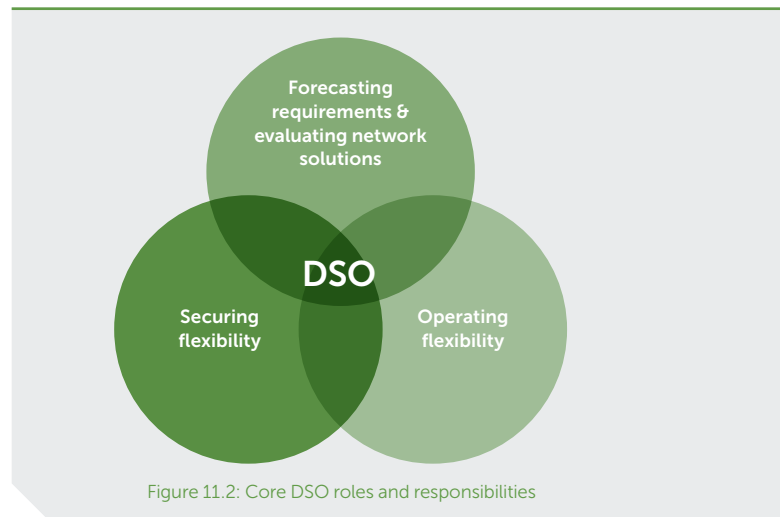 Forecasting
requirements &
evaluating network
solutions
DSO
Securing
flexibility
Operating
flexibility
Figure 11.2: Core DSO roles and responsibilities